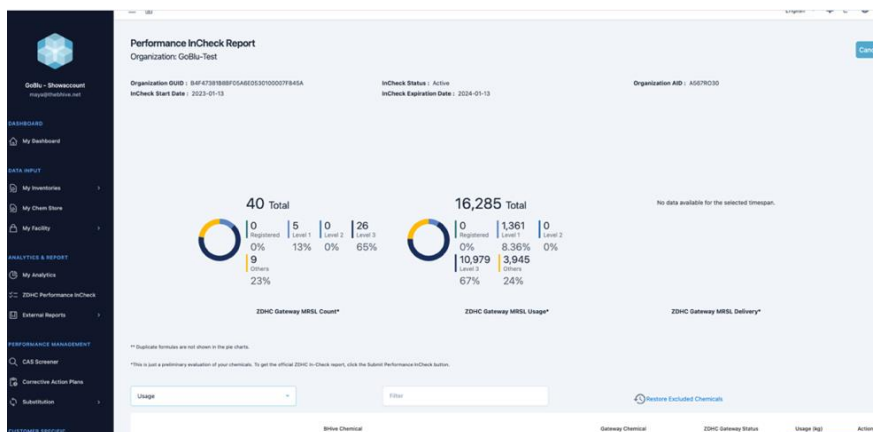 English
GoBlu - Showaccount
maya@thebhive.net
DASHBOARD
My Dashboard
DATA INPUT
My Inventories
My Chem Store
My Facility
ANALYTICS & REPORT
My Analytics
ZDHC Performance InCheck
External Reports
PERFORMANCE MANAGEMENT
CAS Screener
Corrective Action Plans
Substitution
CUSTOMER SPECIFIC
Performance InCheck Report
Organization: GoBlu-Test
Canc
Organization GUID : B4F47381B8BF05A6E0530100007F845A
InCheck Status : Active
Organization AID : A567RO30
InCheck Start Date : 2023-01-13
InCheck Expiration Date : 2024-01-13
40 Total
0 5 0 26
Registered Level 1 Level 2 Level 3
0% 13% 0% 65%
9
Others
23%
ZDHC Gateway MRSL Count*
16,285 Total
0 1,361 0
Registered Level 1 Level 2
0% 8.36% 0%
10,979 3,945
Level 3 Others
67% 24%
ZDHC Gateway MRSL Usage*
No data available for the selected timespan.
ZDHC Gateway MRSL Delivery*
** Duplicate formulas are not shown in the pie charts.
*This is just a preliminary evaluation of your chemicals. To get the official ZDHC In-Check report, click the Submit Performance InCheck button.
Usage
Filter
Restore Excluded Chemicals
BHive Chemical Gateway Chemical ZDHC Gateway Status Usage (kg) Action